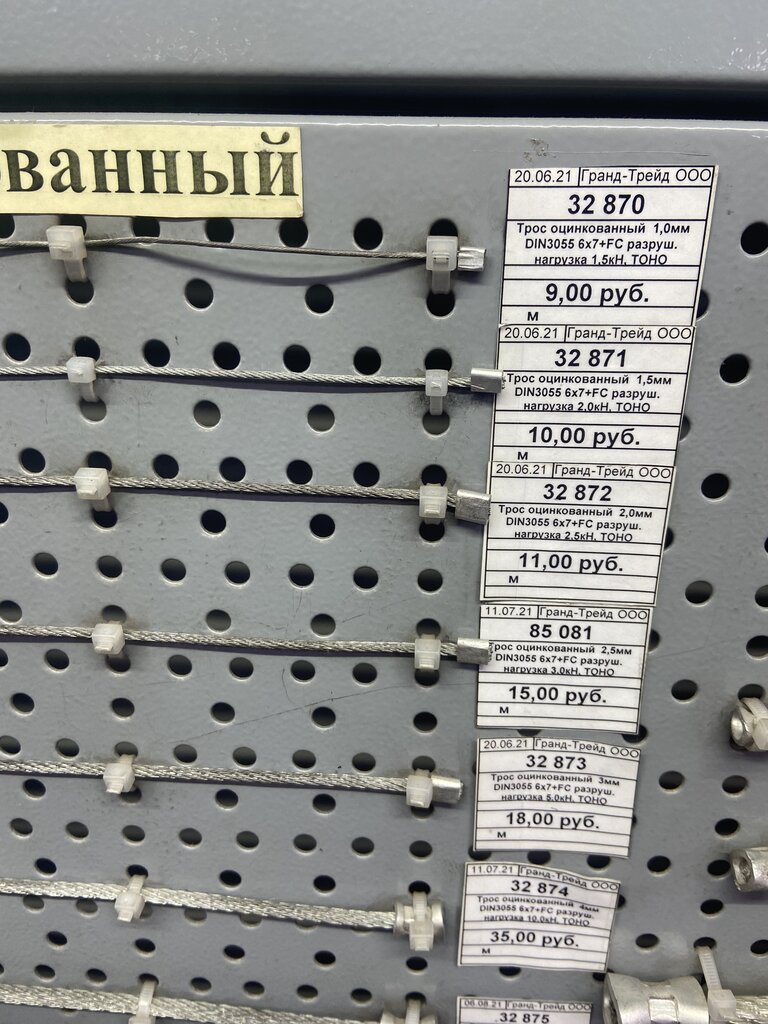 ованный
20.06.21 Гранд-Трейд ООО
32 870
Трос оцинкованный 1,0мм
DIN3055 6x7+FC разруш.
нагрузка 1,5кН, ТОНО
9,00 руб.
м
20.06.21 Гранд-Трейд ООО
32 871
Трос оцинкованный 1,5мм
DIN3055 6x7+FC разруш.
нагрузка 2,0кН, ТОНО
10,00 руб.
м
20.06.21 Гранд-Трейд ООО
32 872
Трос оцинкованный 2,0мм
DIN3055 6x7+FC разруш.
нагрузка 2,5кН, ТОНО
11,00 руб.
м
11.07.21 Гранд-Трейд ООО
85 081
Трос оцинкованный 2,5мм
DIN3055 6x7+FC разруш.
нагрузка 3,0кН, ТОНО
15,00 руб.
м
20.06.21 Гранд-Трейд ООО
32 873
Трос оцинкованный 3мм
DIN3055 6x7+FC разруш.
нагрузка 5,0кН, ТОНО
18,00 руб.
м
11.07.21 Гранд-Трейд ООО
32 874
Трос оцинкованный 4мм
DIN3055 6x7+FC разруш.
нагрузка 10,0кН, ТОНО
35,00 руб.
м
06.08.21 Гранд-Трейд ООО
32 875